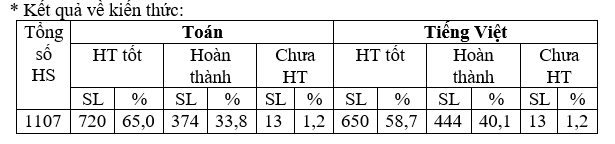 * Kết quả về kiến thức:
Tổng số HS Toán Tiếng Việt
HT tốt Hoàn thành Chưa HT HT tốt Hoàn thành Chưa HT
SL % SL % SL % SL % SL % SL %
1107 720 65,0 374 33,8 13 1,2 650 58,7 444 40,1 13 1,2